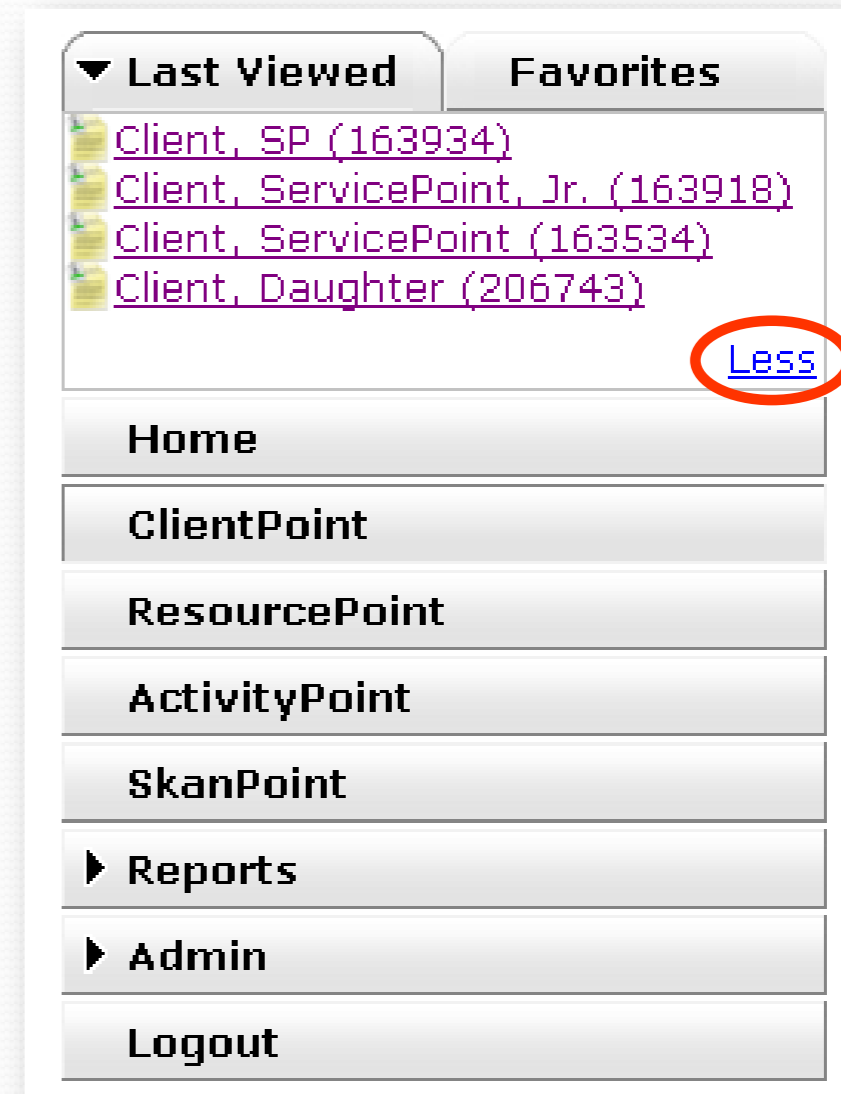 Last Viewed Favorites
Client, SP (163934)
Client, ServicePoint, Jr. (163918)
Client, ServicePoint (163534)
Client, Daughter (206743)
Less
Home
ClientPoint
ResourcePoint
ActivityPoint
SkanPoint
Reports
Admin
Logout